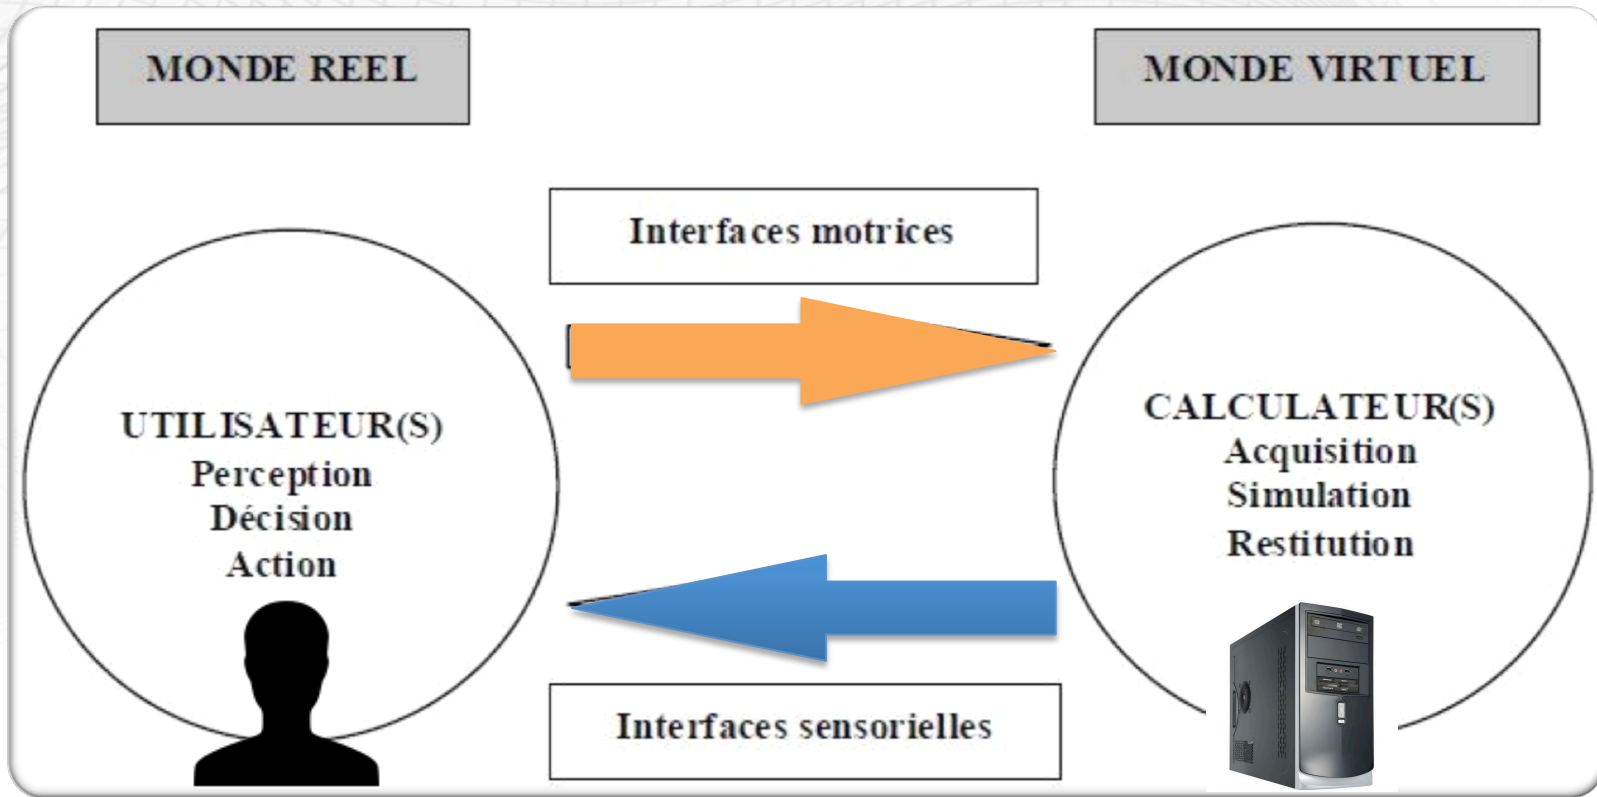 MONDE REEL
MONDE VIRTUEL
Interfaces motrices
UTILISATEUR(S)
Perception
Décision
Action
CALCULATEUR(S)
Acquisition
Simulation
Restitution
Interfaces sensorielles